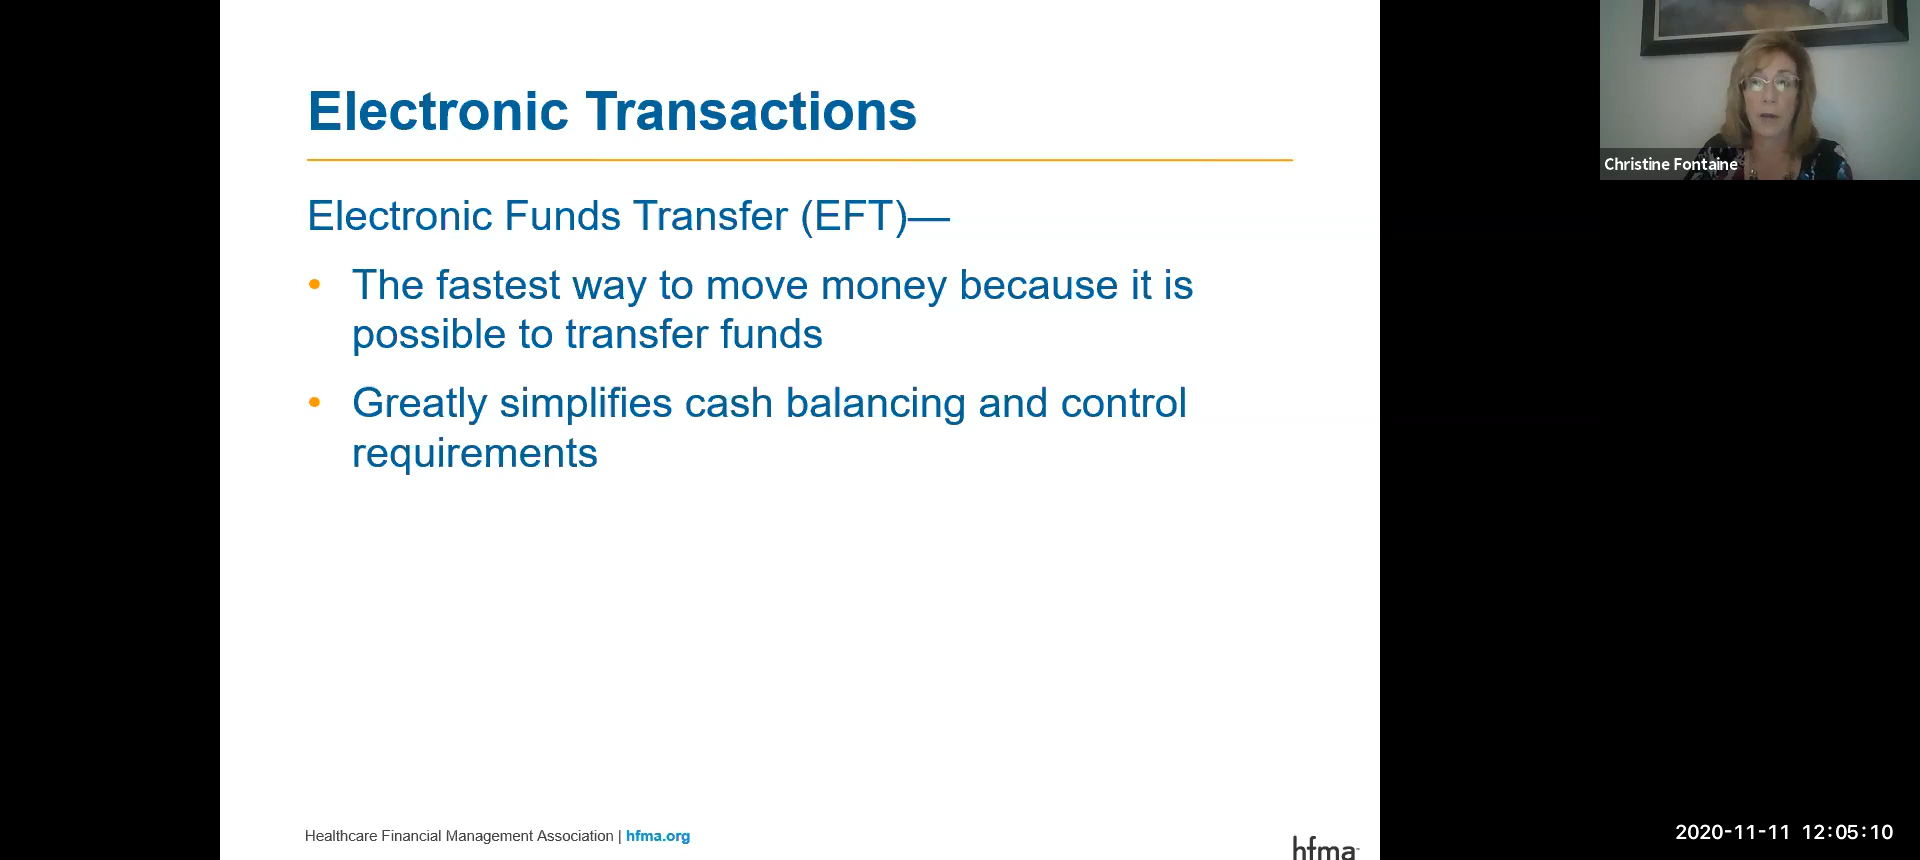 Electronic Transactions
Electronic Funds Transfer (EFT)—
• The fastest way to move money because it is
possible to transfer funds
• Greatly simplifies cash balancing and control
requirements
Healthcare Financial Management Association | hfma.org
hfma
Christine Fontaine
2020-11-11 12:05:10